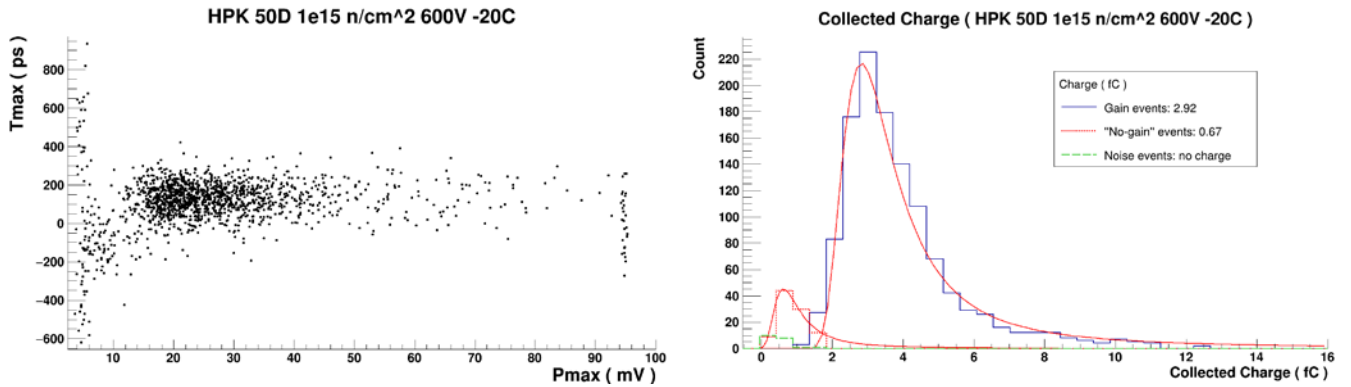 HPK 50D 1e15 n/cm^2 600V -20C
Tmax ( ps )
800
600
400
200
0
−200
−400
−600
10 20 30 40 50 60 70 80 90 100
Pmax ( mV )
Collected Charge ( HPK 50D 1e15 n/cm^2 600V -20C )
Count
220
200
180
160
140
120
100
80
60
40
20
0
Charge ( fC )
Gain events: 2.92
"No-gain" events: 0.67
Noise events: no charge
0 2 4 6 8 10 12 14 16
Collected Charge ( fC )